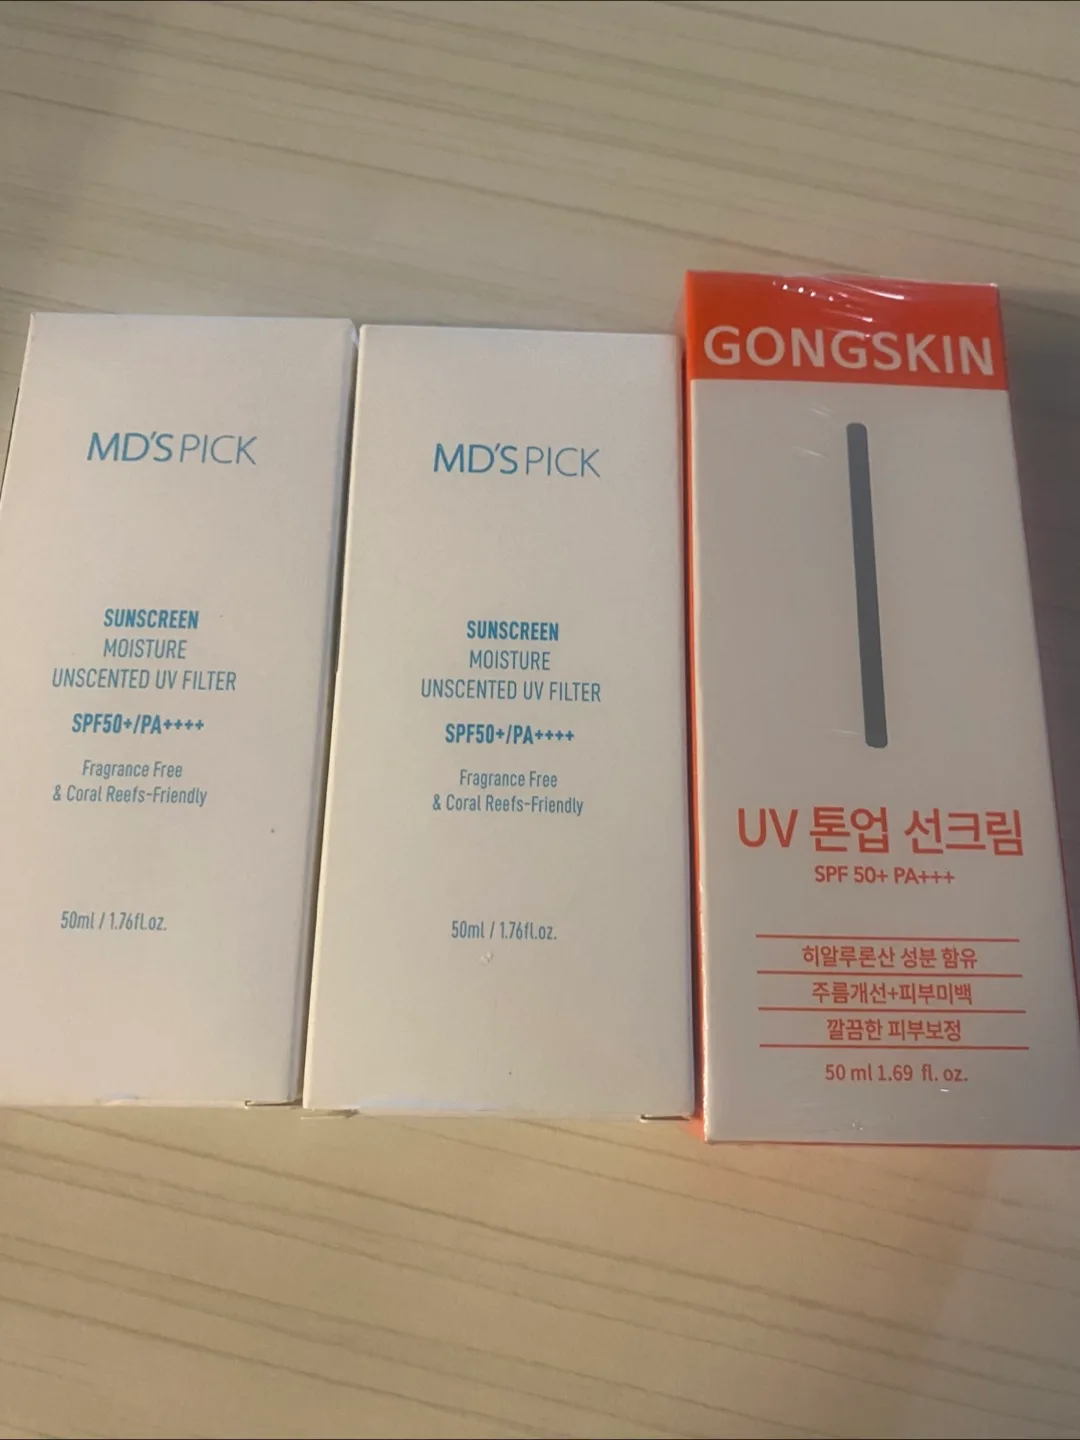 MD'S PICK
SUNSCREEN
MOISTURE
UNSCENTED UV FILTER
SPF50+/PA++++
Fragrance Free
& Coral Reefs-Friendly
50ml / 1.76fl.oz.
MD'S PICK
SUNSCREEN
MOISTURE
UNSCENTED UV FILTER
SPF50+/PA++++
Fragrance Free
& Coral Reefs-Friendly
50ml / 1.76fl.oz.
GONGSKIN
UV 톤업 선크림
SPF 50+ PA+++
히알루론산 성분 함유
주름개선+피부미백
깔끔한 피부보정
50 ml 1.69 fl. oz.